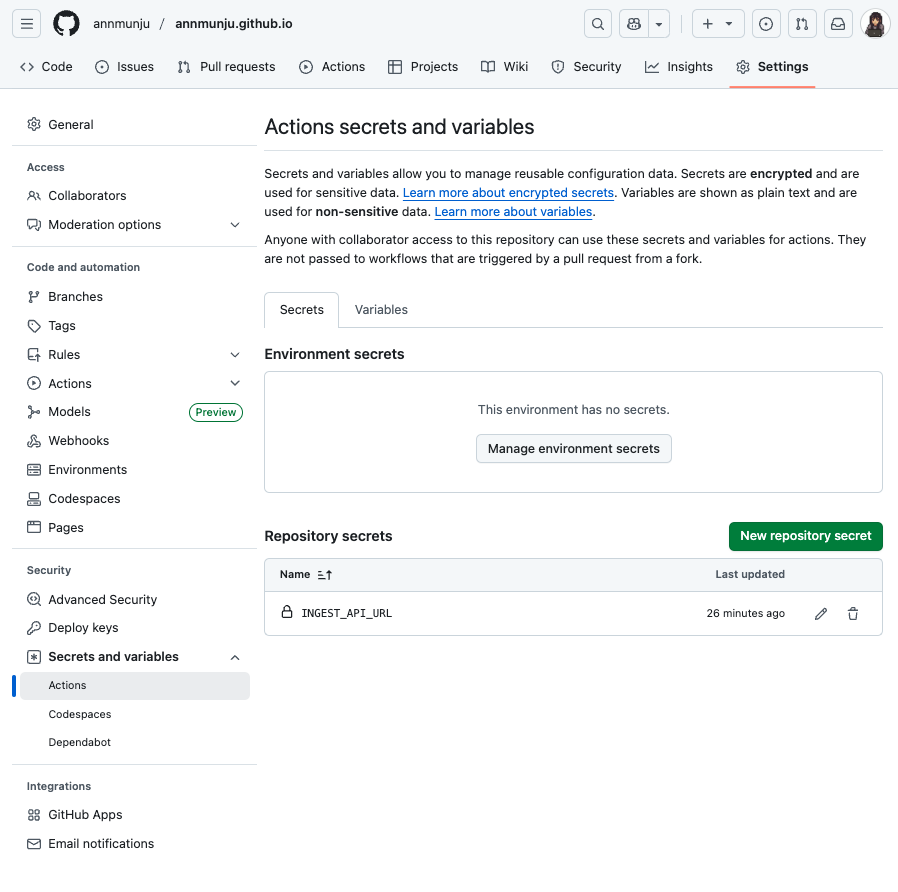 annmunju / annmunju.github.io
Code Issues Pull requests Actions Projects Wiki Security Insights Settings
General
Access
Collaborators
Moderation options
Code and automation
Branches
Tags
Rules
Actions
Models Preview
Webhooks
Environments
Codespaces
Pages
Security
Advanced Security
Deploy keys
Secrets and variables
Actions
Codespaces
Dependabot
Integrations
GitHub Apps
Email notifications
Actions secrets and variables
Secrets and variables allow you to manage reusable configuration data. Secrets are encrypted and are
used for sensitive data. Learn more about encrypted secrets. Variables are shown as plain text and are
used for non-sensitive data. Learn more about variables.
Anyone with collaborator access to this repository can use these secrets and variables for actions. They
are not passed to workflows that are triggered by a pull request from a fork.
Secrets Variables
Environment secrets
This environment has no secrets.
Manage environment secrets
Repository secrets New repository secret
Name Last updated
INGEST_API_URL 26 minutes ago